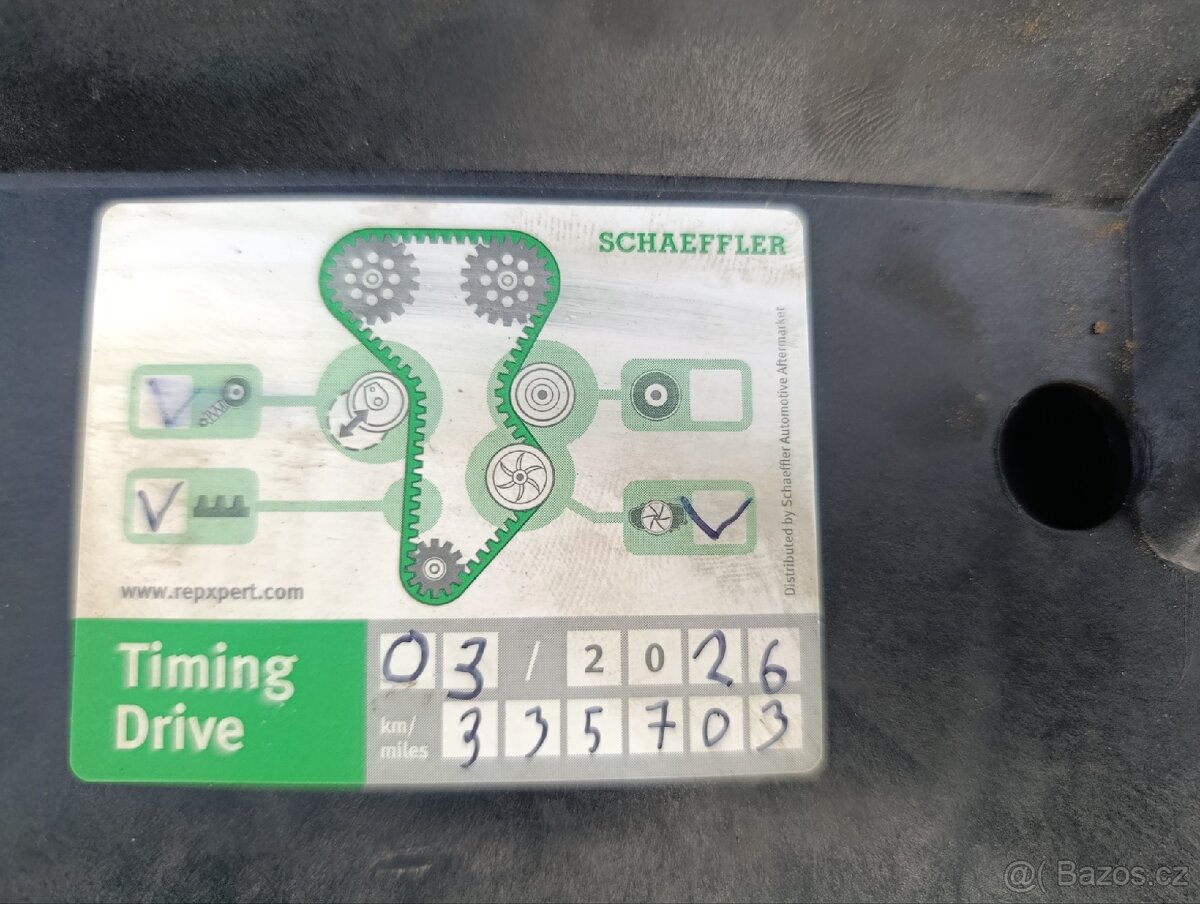 SCHAEFFLER
Distributed by Schaeffler Automotive Aftermarket
V
V
V
www.repxpert.com
Timing
Drive
03 / 2026
km/
miles
335703
@( Bazos.cz